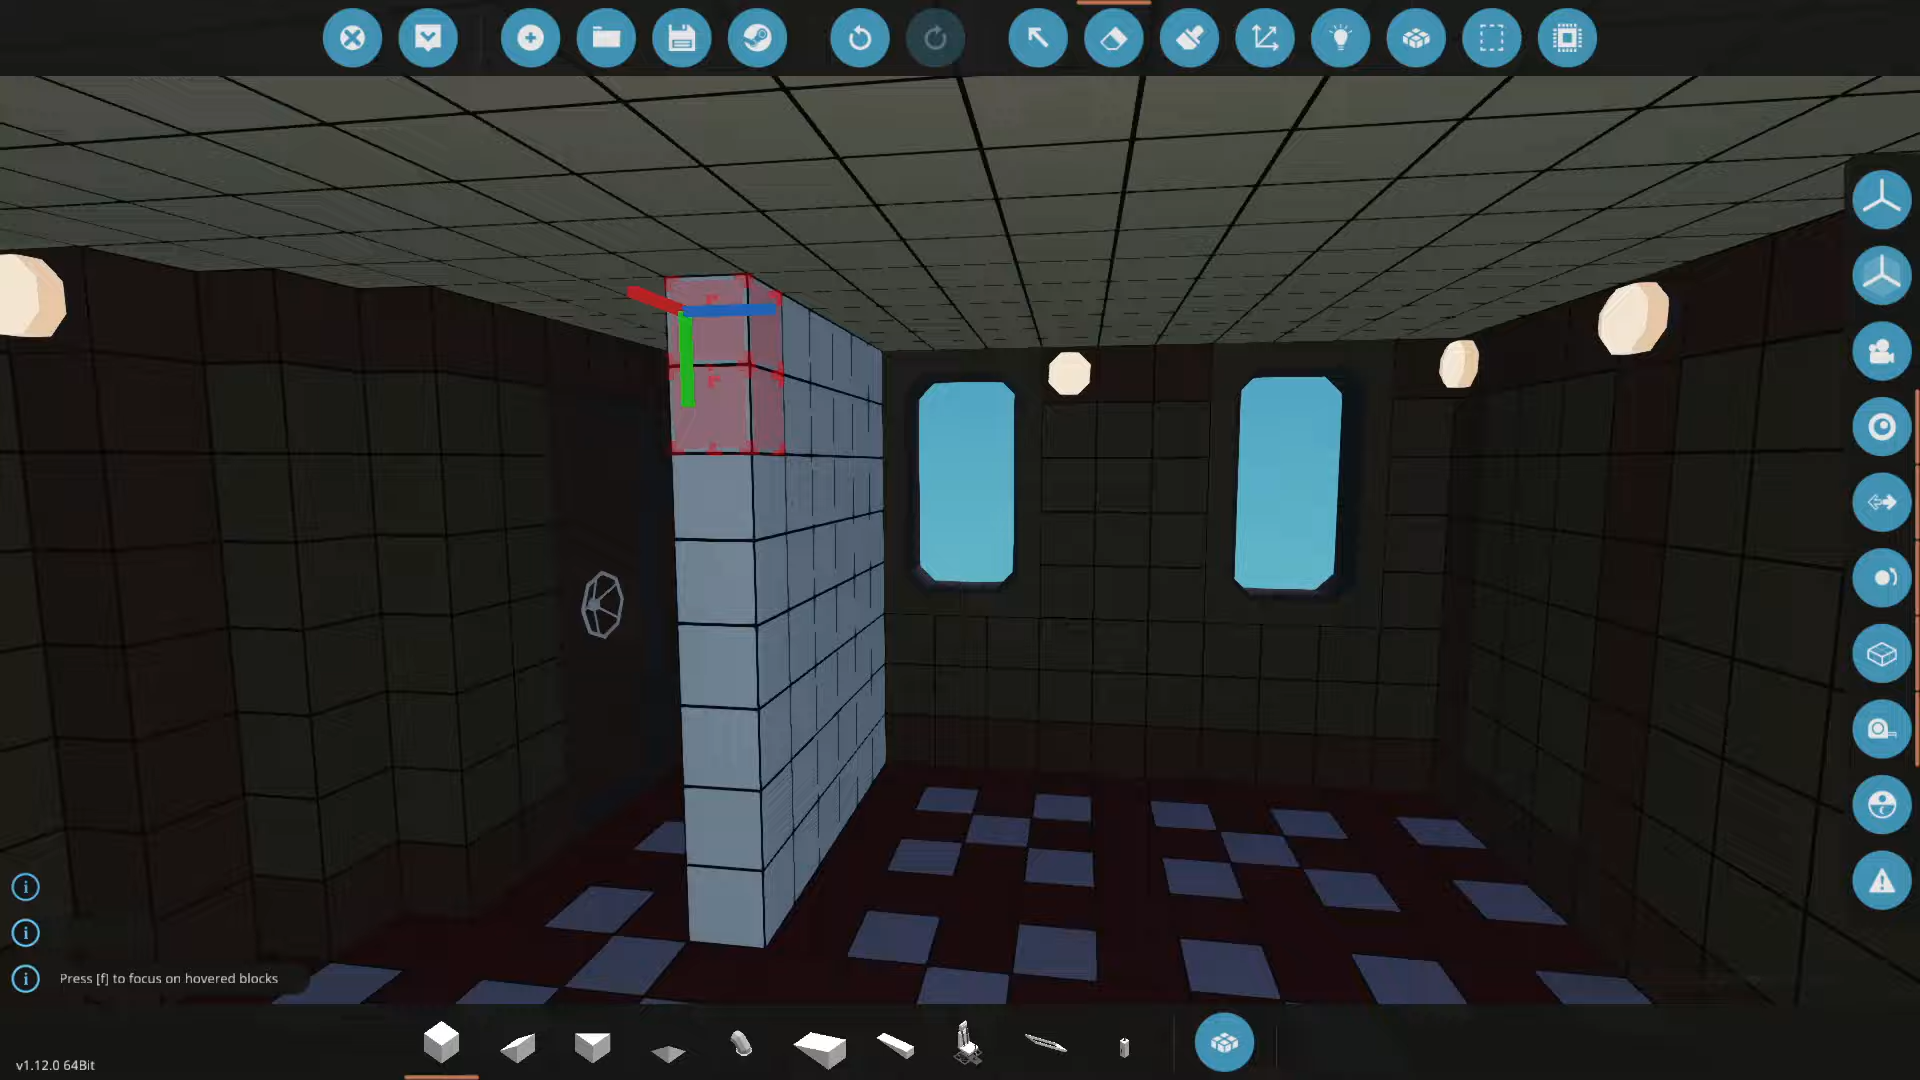 Press [f] to focus on hovered blocks
v1.12.0 64Bit